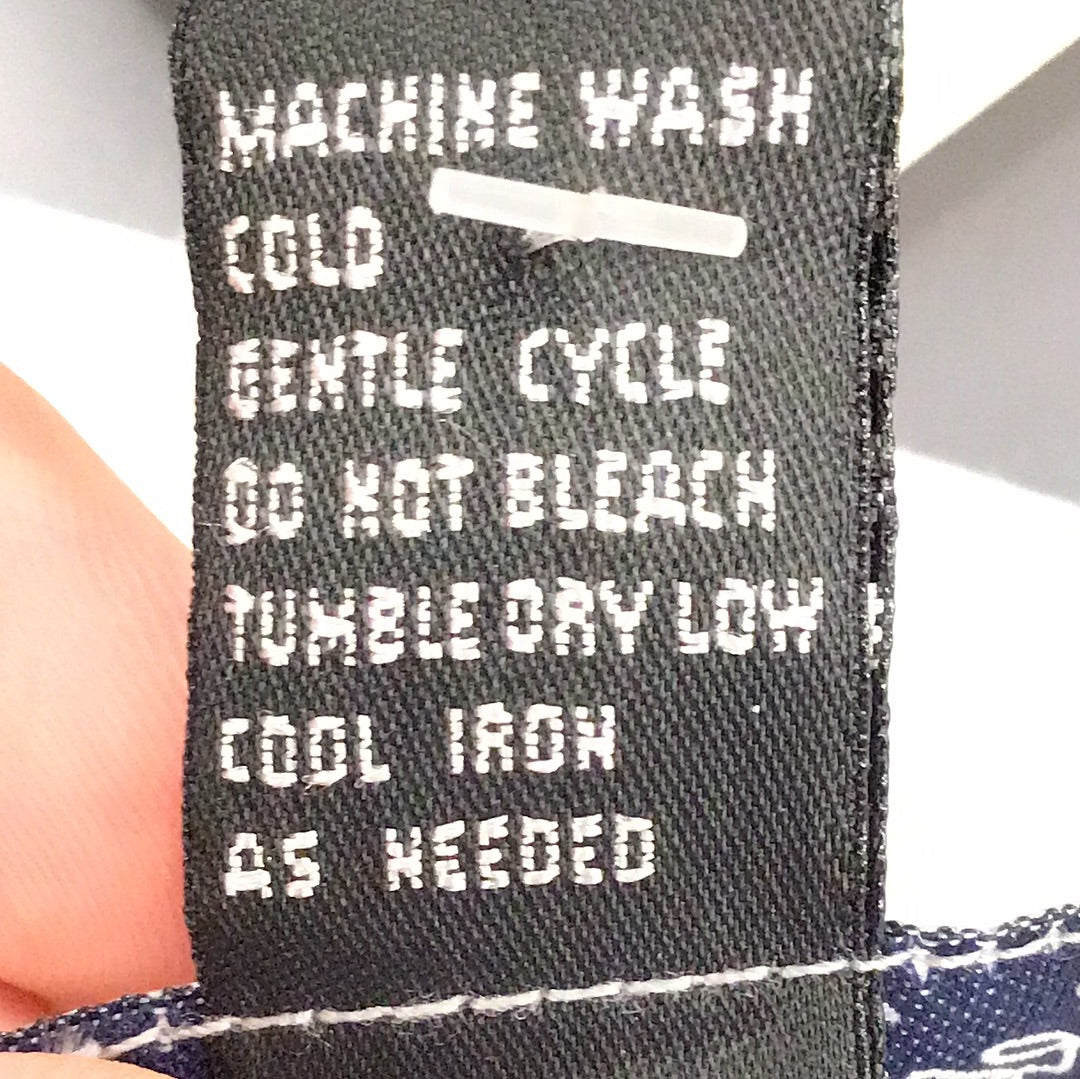 MACHINE WASH
COLD
GENTLE CYCLE
DO NOT BLEACH
TUMBLE DRY LOW
COOL IRON
AS NEEDED